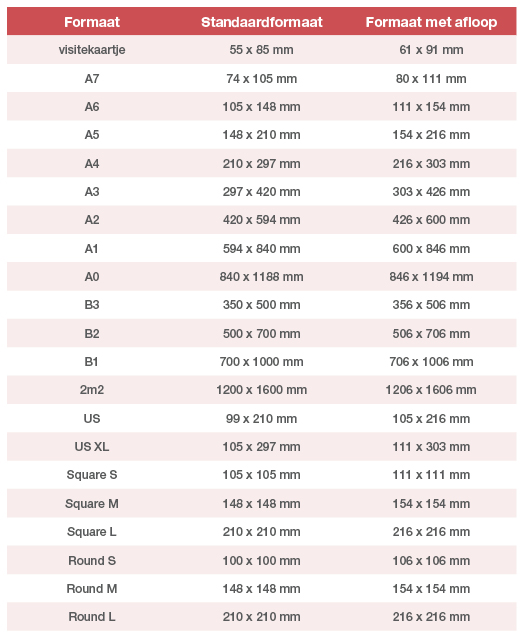 Formaat Standaardformaat Formaat met afloop
visitekaartje 55 x 85 mm 61 x 91 mm
A7 74 x 105 mm 80 x 111 mm
A6 105 x 148 mm 111 x 154 mm
A5 148 x 210 mm 154 x 216 mm
A4 210 x 297 mm 216 x 303 mm
A3 297 x 420 mm 303 x 426 mm
A2 420 x 594 mm 426 x 600 mm
A1 594 x 840 mm 600 x 846 mm
A0 840 x 1188 mm 846 x 1194 mm
B3 350 x 500 mm 356 x 506 mm
B2 500 x 700 mm 506 x 706 mm
B1 700 x 1000 mm 706 x 1006 mm
2m2 1200 x 1600 mm 1206 x 1606 mm
US 99 x 210 mm 105 x 216 mm
US XL 105 x 297 mm 111 x 303 mm
Square S 105 x 105 mm 111 x 111 mm
Square M 148 x 148 mm 154 x 154 mm
Square L 210 x 210 mm 216 x 216 mm
Round S 100 x 100 mm 106 x 106 mm
Round M 148 x 148 mm 154 x 154 mm
Round L 210 x 210 mm 216 x 216 mm